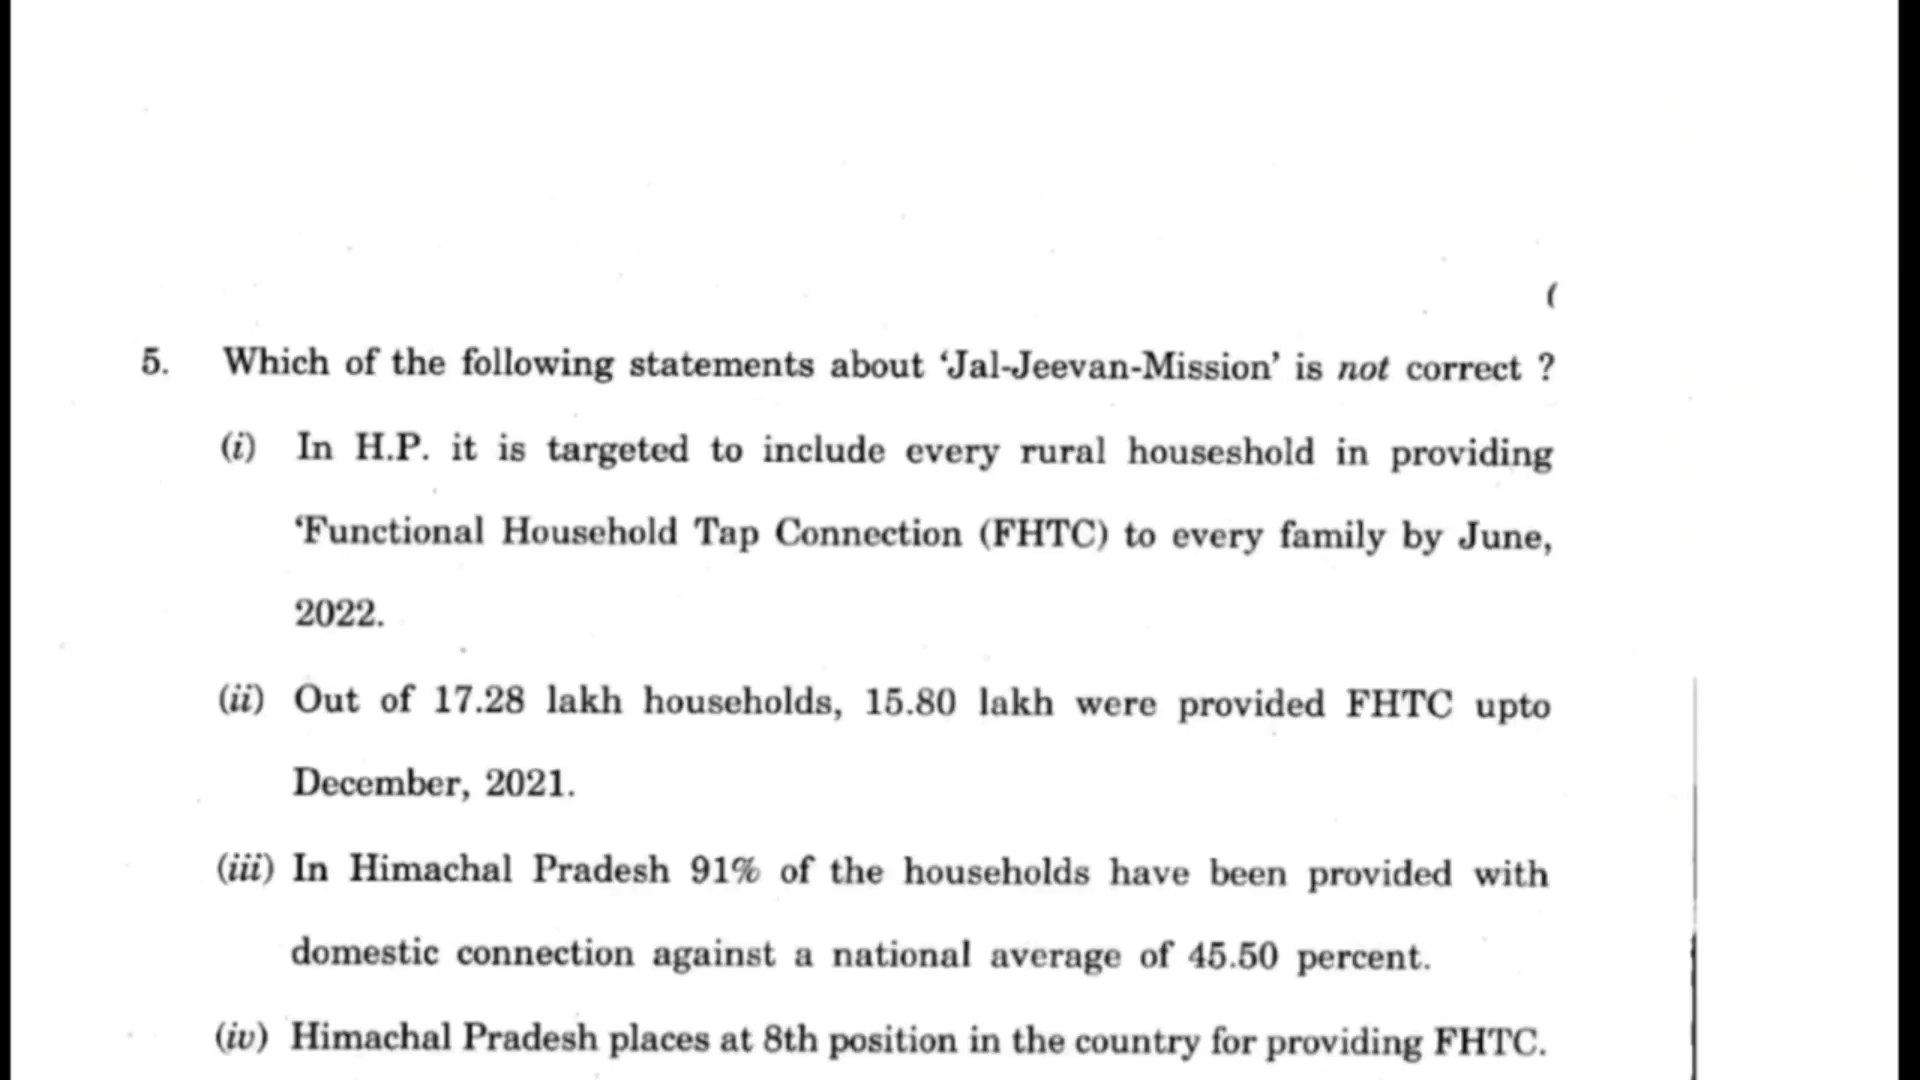 (
5. Which of the following statements about ‘Jal-Jeevan-Mission’ is not correct ?
(i) In H.P. it is targeted to include every rural houseshold in providing
‘Functional Household Tap Connection (FHTC) to every family by June,
2022.
(ii) Out of 17.28 lakh households, 15.80 lakh were provided FHTC upto
December, 2021.
(iii) In Himachal Pradesh 91% of the households have been provided with
domestic connection against a national average of 45.50 percent.
(iv) Himachal Pradesh places at 8th position in the country for providing FHTC.